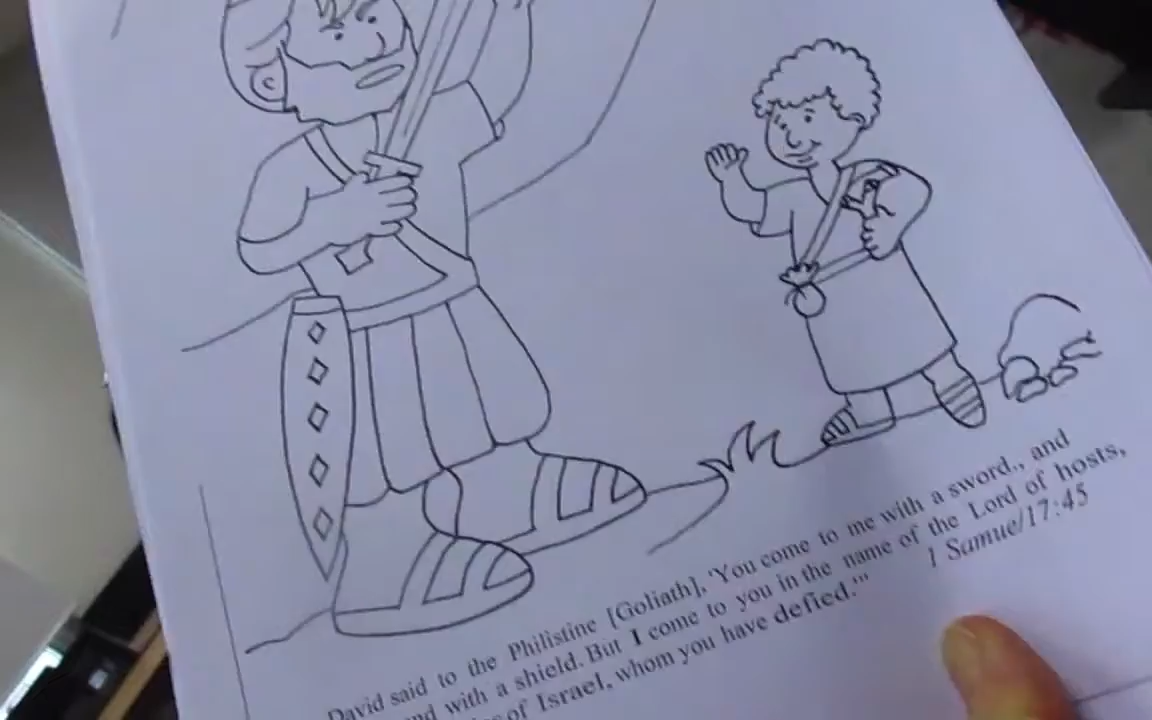 David said to the Philistine [Goliath], 'You come to me with a sword., and
with a shield. But I come to you in the name of the Lord of hosts,
of Israel, whom you have defied.'"
1 Samuel/17:45